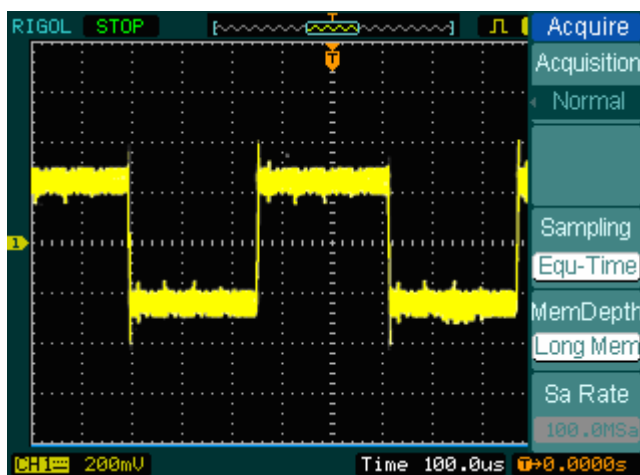 RIGOL STOP T Acquire
T
Acquisition
Normal
1
Sampling
Equ-Time
MemDepth
Long Mem
Sa Rate
100.0MSa
CH1 200mV Time 100.0us T→0.0000s